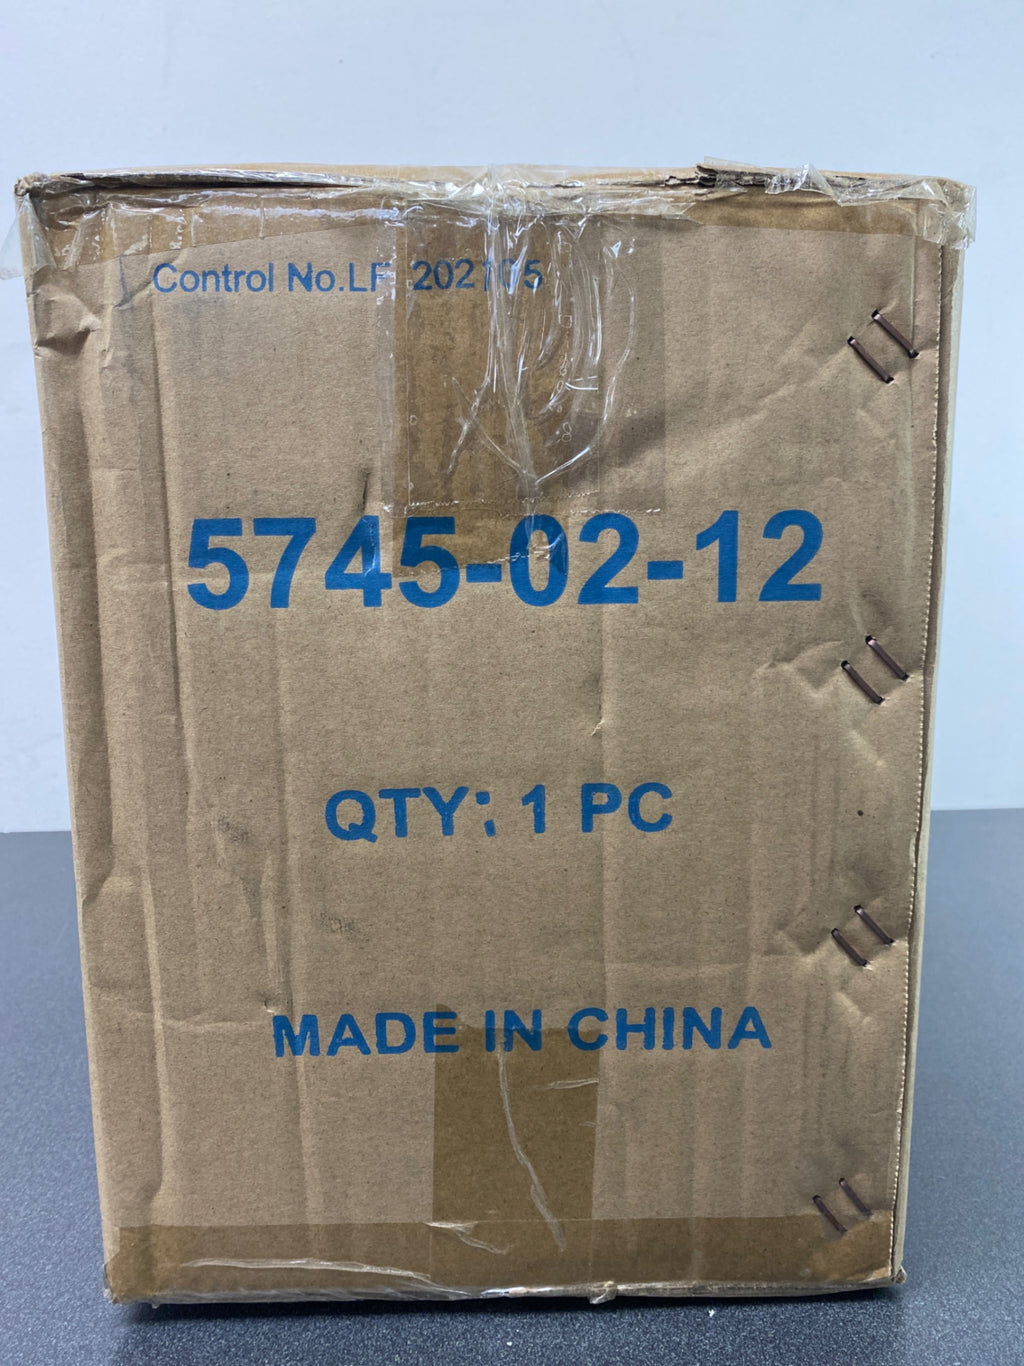 Control No.LF 202105
5745-02-12
QTY: 1 PC
MADE IN CHINA